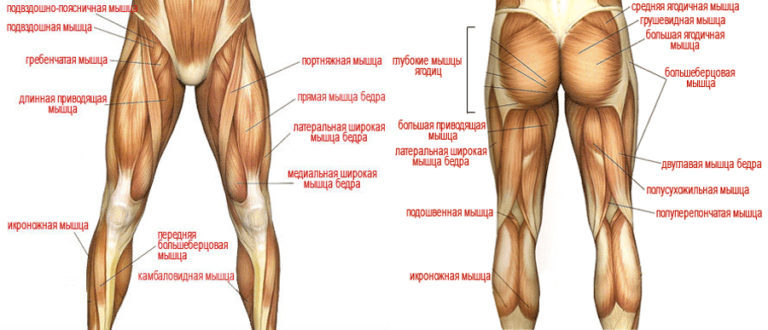 подвздошно-поясничная мышца
подвздошная мышца
гребенчатая мышца
длинная приводящая
мышца
портняжная мышца
прямая мышца бедра
латеральная широкая
мышца бедра
медиальная широкая
мышца бедра
икроножная мышца
передняя
большеберцовая
мышца
камбаловидная мышца
средняя ягодичная мышца
грушевидная мышца
большая ягодичная
мышца
глубокие мышцы
ягодиц
большеберцовая
мышца
большая приводящая
мышца
латеральная широкая
мышца бедра
двуглавая мышца бедра
полусухожильная мышца
полуперепончатая мышца
подошвенная мышца
икроножная мышца